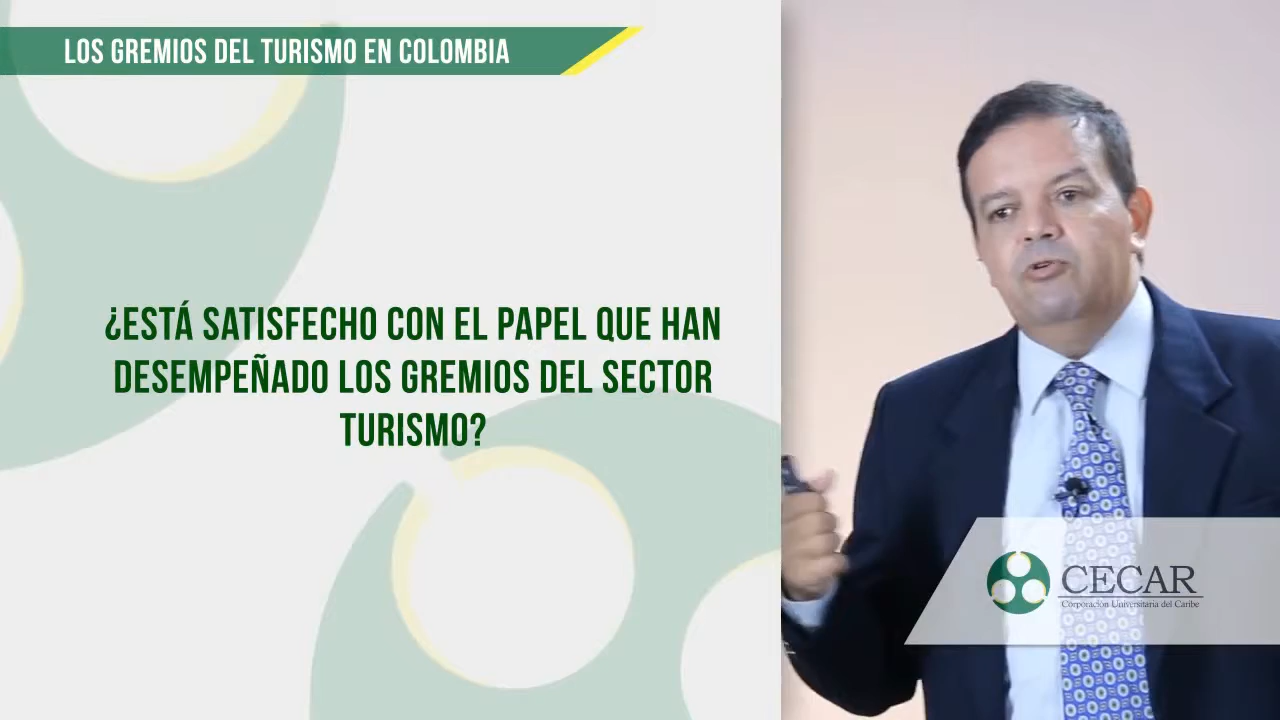 LOS GREMIOS DEL TURISMO EN COLOMBIA
¿ESTÁ SATISFECHO CON EL PAPEL QUE HAN
DESEMPEÑADO LOS GREMIOS DEL SECTOR
TURISMO?
CECAR
Corporación Universitaria del Caribe